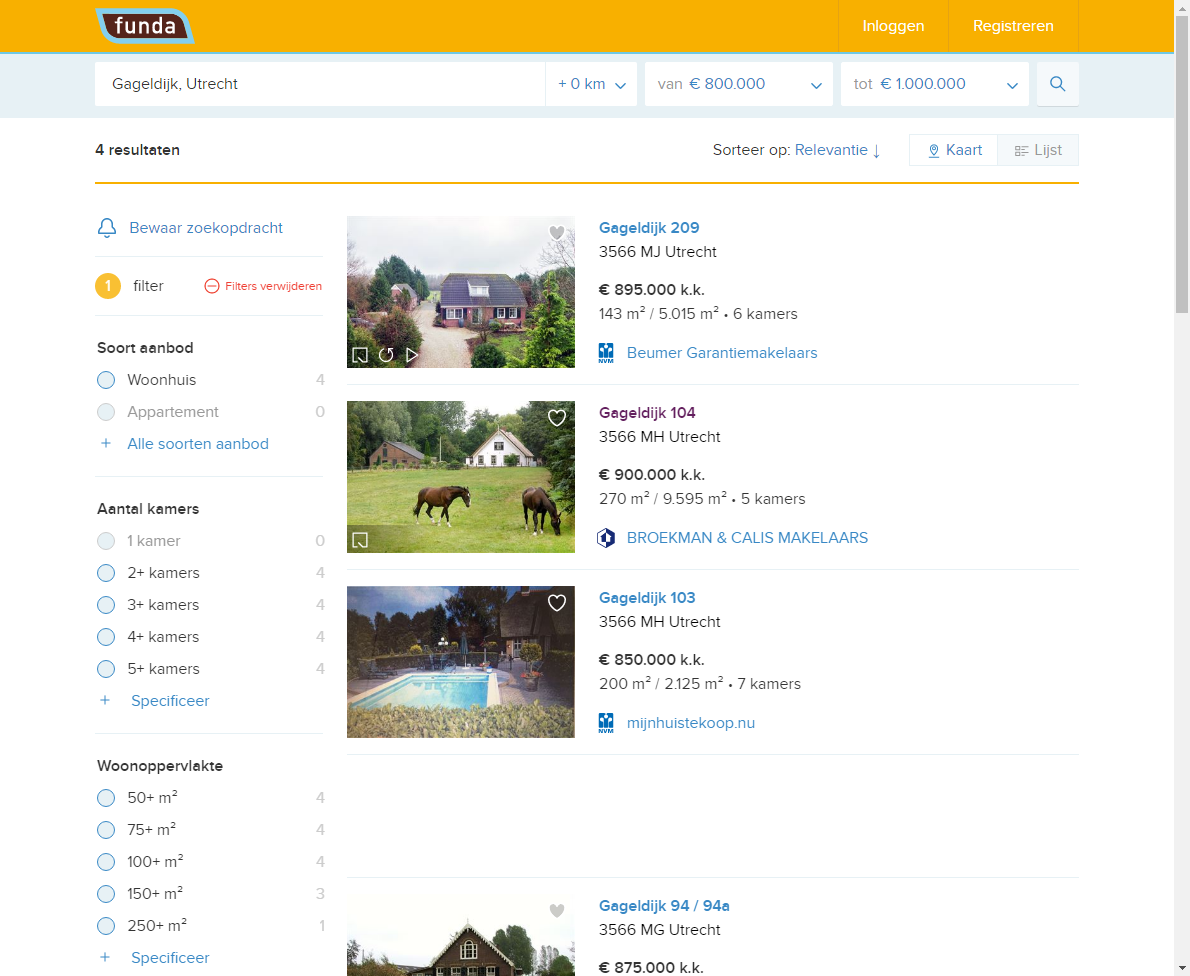 funda
Inloggen
Registreren
Gageldijk, Utrecht
+ 0 km
van € 800.000
tot € 1.000.000
4 resultaten
Sorteer op: Relevantie ↓
Kaart
Lijst
Bewaar zoekopdracht
1 filter
Filters verwijderen
Soort aanbod
Woonhuis 4
Appartement 0
+ Alle soorten aanbod
Aantal kamers
1 kamer 0
2+ kamers 4
3+ kamers 4
4+ kamers 4
5+ kamers 4
+ Specificeer
Woonoppervlakte
50+ m² 4
75+ m² 4
100+ m² 4
150+ m² 3
250+ m² 1
+ Specificeer
Gageldijk 209
3566 MJ Utrecht
€ 895.000 k.k.
143 m² / 5.015 m² • 6 kamers
NVM Beumer Garantiemakelaars
Gageldijk 104
3566 MH Utrecht
€ 900.000 k.k.
270 m² / 9.595 m² • 5 kamers
BROEKMAN & CALIS MAKELAARS
Gageldijk 103
3566 MH Utrecht
€ 850.000 k.k.
200 m² / 2.125 m² • 7 kamers
NVM mijnhuistekoop.nu
Gageldijk 94 / 94a
3566 MG Utrecht
€ 875.000 k.k.